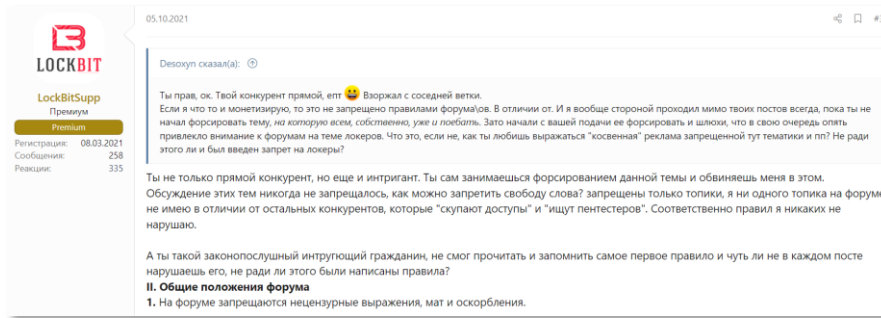 05.10.2021
LOCKBIT
LockBitSupp
Премиум
Premium
Регистрация: 08.03.2021
Сообщения: 258
Реакции: 335
Desoxyn сказал(а):
Ты прав, ок. Твой конкурент прямой, епт 😀 Взоржал с соседней ветки.
Если я что то и монетизирую, то это не запрещено правилами форума\ов. В отличии от. И я вообще стороной проходил мимо твоих постов всегда, пока ты не
начал форсировать тему, на которую всем, собственно, уже и поебать. Зато начали с вашей подачи ее форсировать и шлюхи, что в свою очередь опять
привлекло внимание к форумам на теме локеров. Что это, если не, как ты любишь выражаться "косвенная" реклама запрещенной тут тематики и пп? Не ради
этого ли и был введен запрет на локеры?
Ты не только прямой конкурент, но еще и интриган. Ты сам занимаешься форсированием данной темы и обвиняешь меня в этом.
Обсуждение этих тем никогда не запрещалось, как можно запретить свободу слова? запрещены только топики, я ни одного топика на форуме
не имею в отличии от остальных конкурентов, которые "скупают доступы" и "ищут пентестеров". Соответственно правил я никаких не
нарушаю.
А ты такой законопослушный интругующий гражданин, не смог прочитать и запомнить самое первое правило и чуть ли не в каждом посте
нарушаешь его, не ради ли этого были написаны правила?
II. Общие положения форума
1. На форуме запрещаются нецензурные выражения, мат и оскорбления.